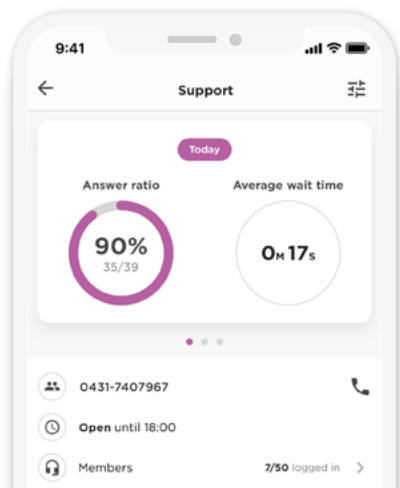 9:41
Support
Today
Answer ratio
Average wait time
90%
35/39
0M 17s
0431-7407967
Open until 18:00
Members 7/50 logged in